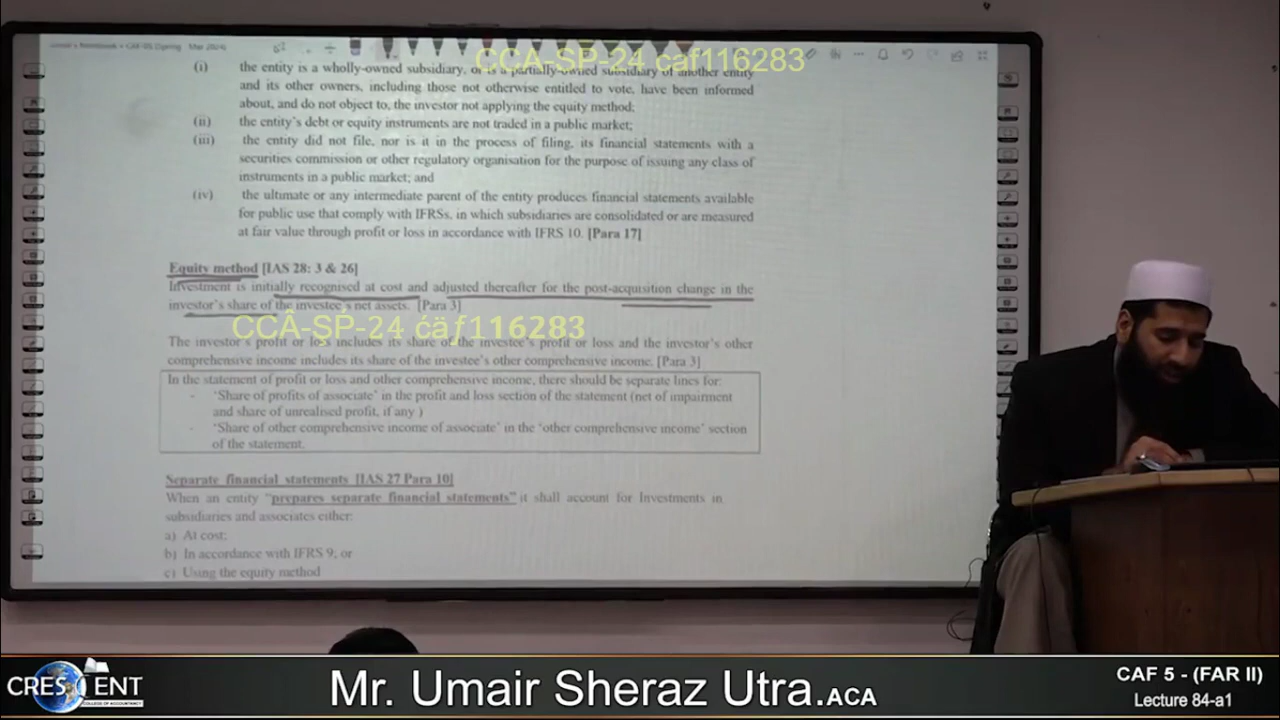 CCA-SP-24 caf116283
(i) the entity is a wholly-owned subsidiary, or is a partially-owned subsidiary of another entity
and its other owners, including those not otherwise entitled to vote, have been informed
about, and do not object to, the investor not applying the equity method;
(ii) the entity's debt or equity instruments are not traded in a public market;
(iii) the entity did not file, nor is it in the process of filing, its financial statements with a
securities commission or other regulatory organisation for the purpose of issuing any class of
instruments in a public market; and
(iv) the ultimate or any intermediate parent of the entity produces financial statements available
for public use that comply with IFRSs, in which subsidiaries are consolidated or are measured
at fair value through profit or loss in accordance with IFRS 10. [Para 17]
Equity method [IAS 28: 3 & 26]
Investment is initially recognised at cost and adjusted thereafter for the post-acquisition change in the
investor's share of the investee's net assets. [Para 3]
CCA-SP-24 caf116283
The investor's profit or loss includes its share of the investee's profit or loss and the investor's other
comprehensive income includes its share of the investee's other comprehensive income. [Para 3]
In the statement of profit or loss and other comprehensive income, there should be separate lines for:
- 'Share of profits of associate' in the profit and loss section of the statement (net of impairment
and share of unrealised profit, if any )
- 'Share of other comprehensive income of associate' in the 'other comprehensive income' section
of the statement.
Separate financial statements [IAS 27 Para 10]
When an entity "prepares separate financial statements" it shall account for Investments in
subsidiaries and associates either:
a) At cost;
b) In accordance with IFRS 9; or
c) Using the equity method
CRESCENT
COLLEGE OF ACCOUNTANCY
Mr. Umair Sheraz Utra.ACA
CAF 5 - (FAR II)
Lecture 84-a1